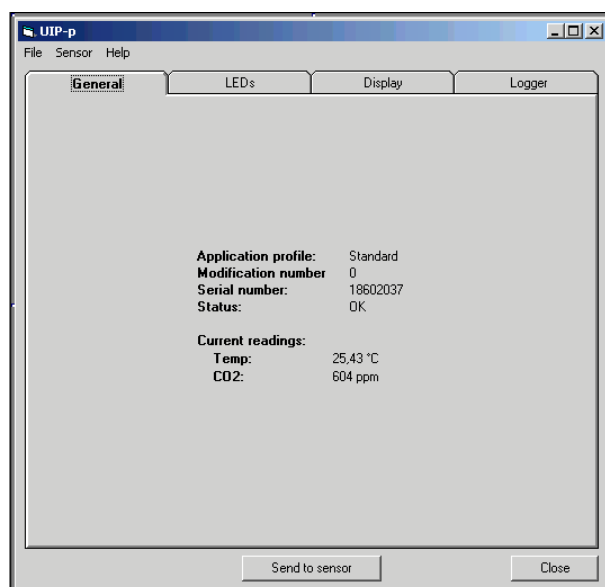 UIP-p
File Sensor Help
General LEDs Display Logger
Application profile: Standard
Modification number 0
Serial number: 18602037
Status: OK
Current readings:
Temp: 25,43 °C
CO2: 604 ppm
Send to sensor Close